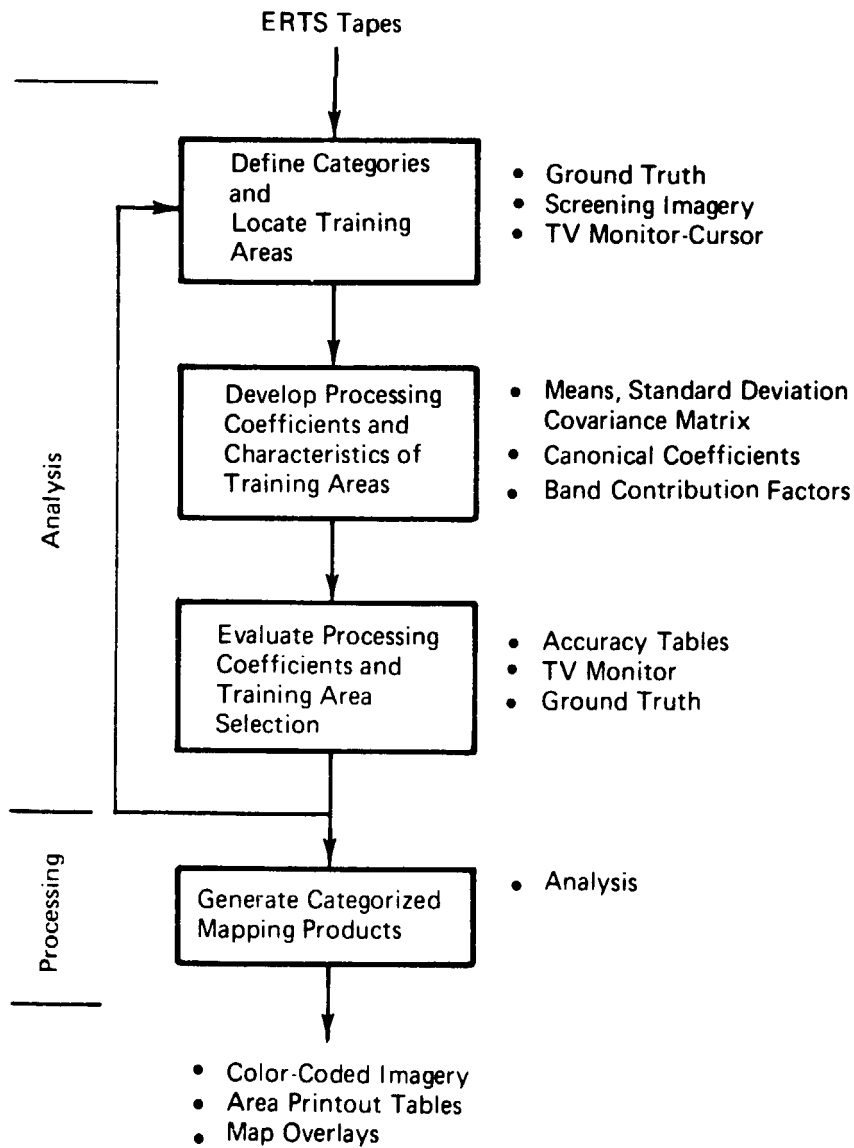 ERTS Tapes
Define Categories
and
Locate Training
Areas
• Ground Truth
• Screening Imagery
• TV Monitor-Cursor
Develop Processing
Coefficients and
Characteristics of
Training Areas
• Means, Standard Deviation
Covariance Matrix
• Canonical Coefficients
• Band Contribution Factors
Analysis
Evaluate Processing
Coefficients and
Training Area
Selection
• Accuracy Tables
• TV Monitor
• Ground Truth
Processing
Generate Categorized
Mapping Products
• Analysis
• Color-Coded Imagery
• Area Printout Tables
• Map Overlays